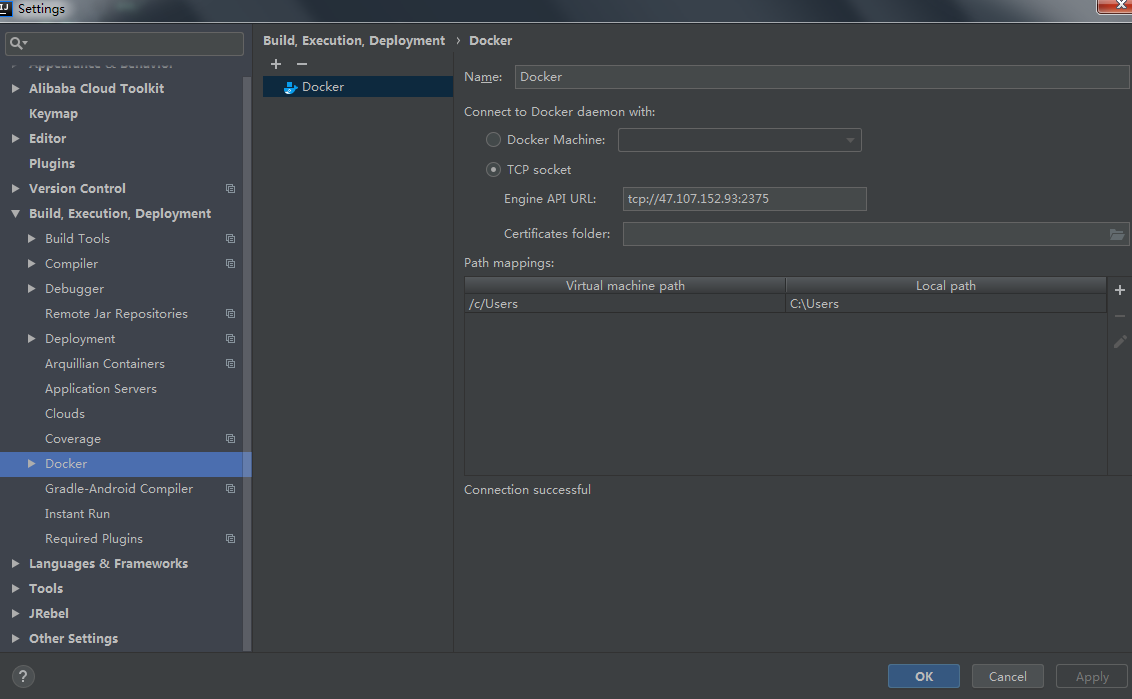 IJ Settings
Appearance & Behavior
Alibaba Cloud Toolkit
Keymap
Editor
Plugins
Version Control
Build, Execution, Deployment
Build Tools
Compiler
Debugger
Remote Jar Repositories
Deployment
Arquillian Containers
Application Servers
Clouds
Coverage
Docker
Gradle-Android Compiler
Instant Run
Required Plugins
Languages & Frameworks
Tools
JRebel
Other Settings
Build, Execution, Deployment › Docker
Docker
Name: Docker
Connect to Docker daemon with:
Docker Machine:
TCP socket
Engine API URL: tcp://47.107.152.93:2375
Certificates folder:
Path mappings:
Virtual machine path Local path
/c/Users C:\Users
Connection successful
?
OK Cancel Apply